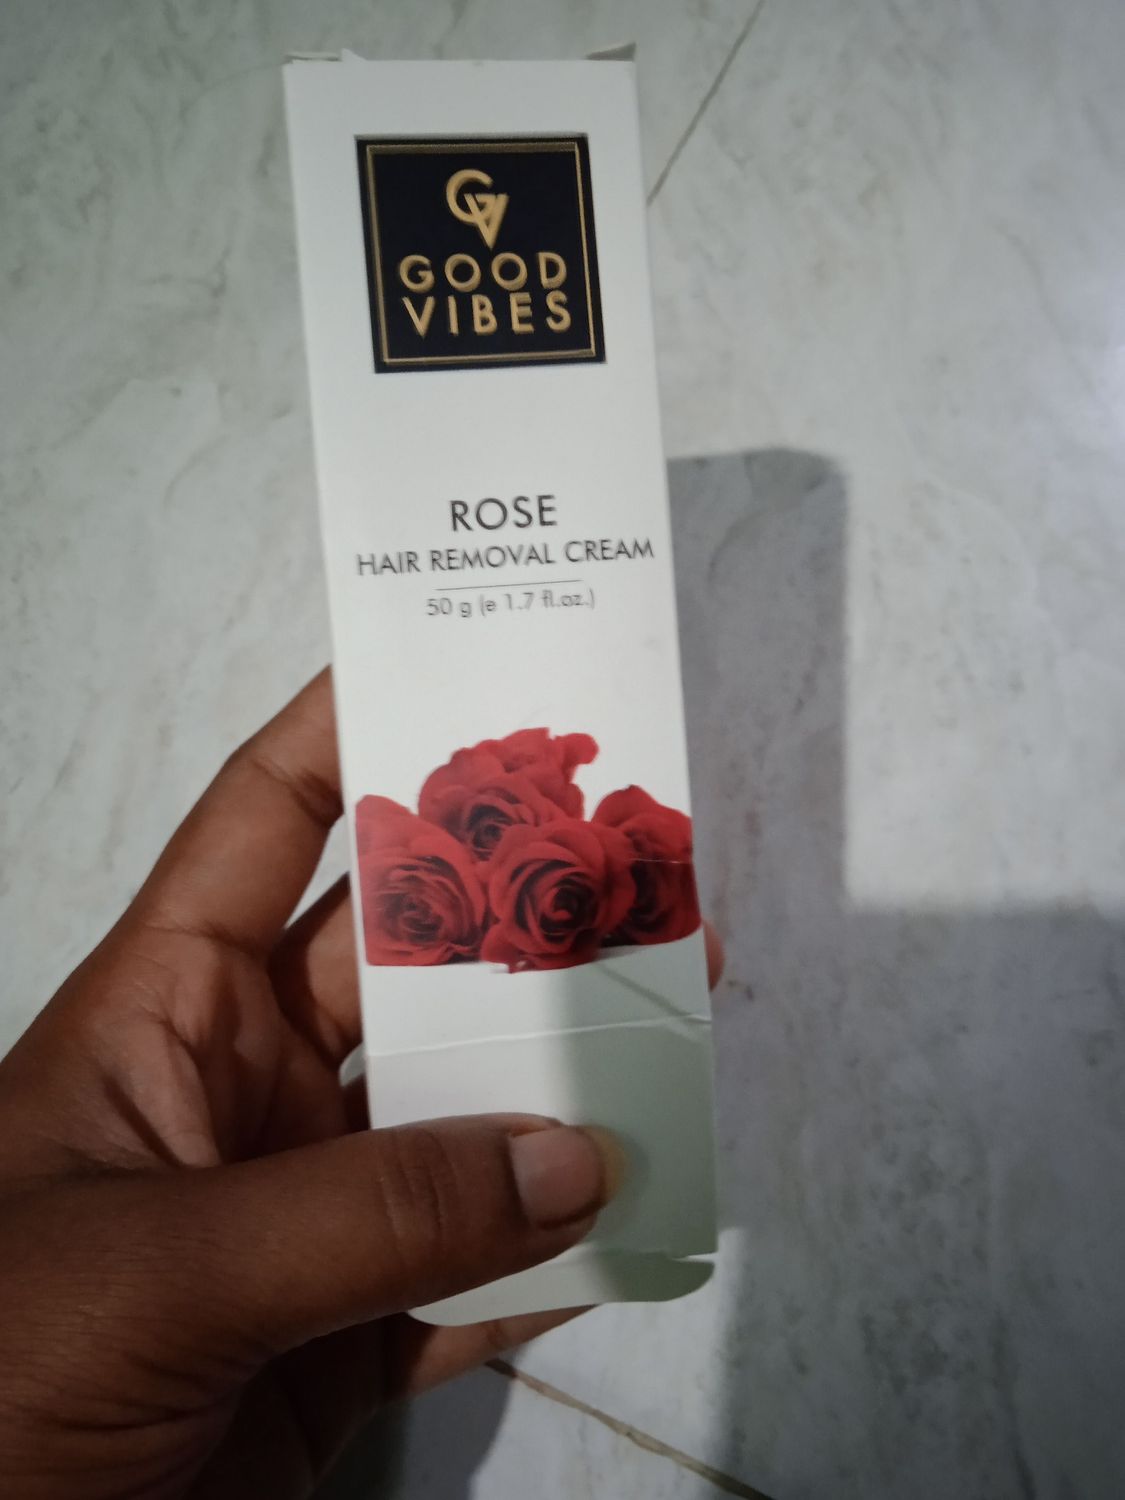 GV
GOOD
VIBES
ROSE
HAIR REMOVAL CREAM
50 g (e 1.7 fl.oz.)